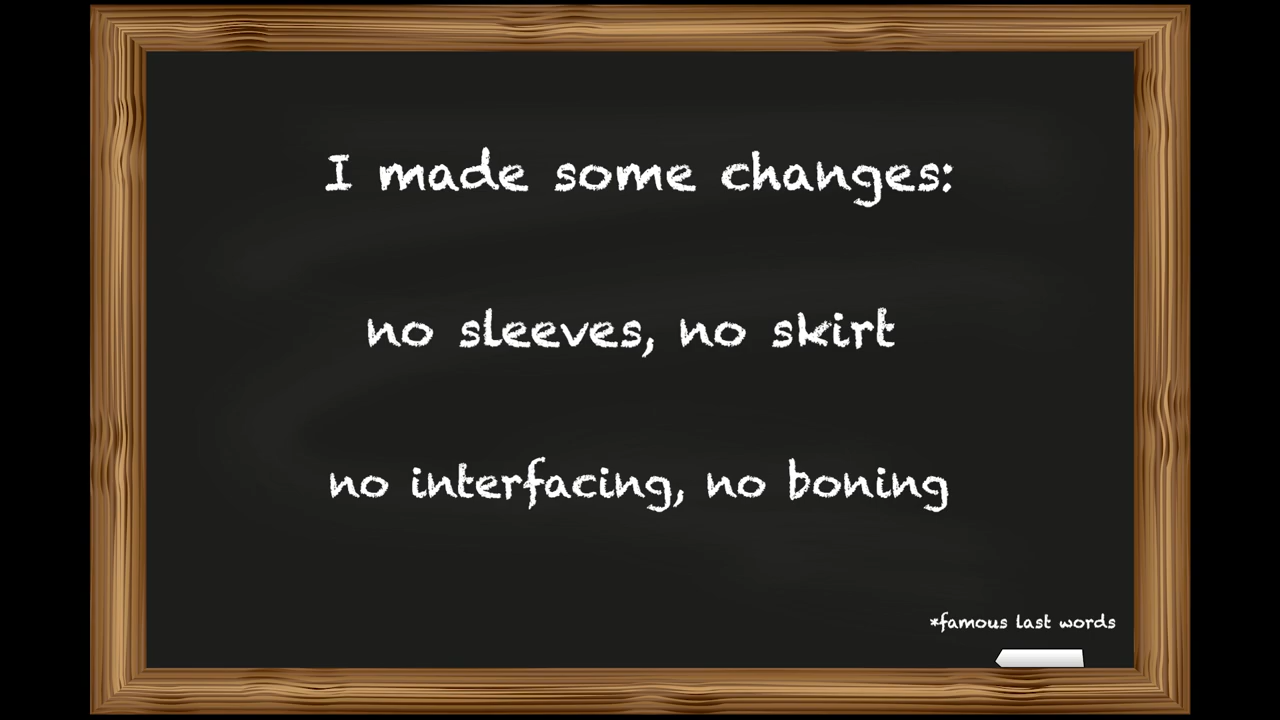 I made some changes:
no sleeves, no skirt
no interfacing, no boning
*famous last words